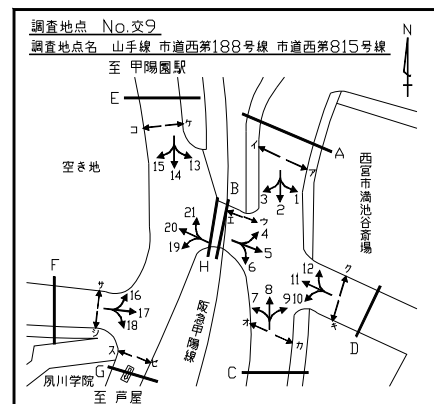 調査地点 No.交9
調査地点名 山手線 市道西第188号線 市道西第815号線
至 甲陽園駅
N
E
コ
ケ
A
イ
ア
15
14
13
空き地
3
2
1
B
エ
ウ
西宮市満池谷斎場
21
20
19
4
5
6
H
F
サ
シ
16
17
18
阪急甲陽線
12
11
10
ク
キ
7
8
9
オ
カ
D
ス
ヒ
G
C
夙川学院
至 芦屋